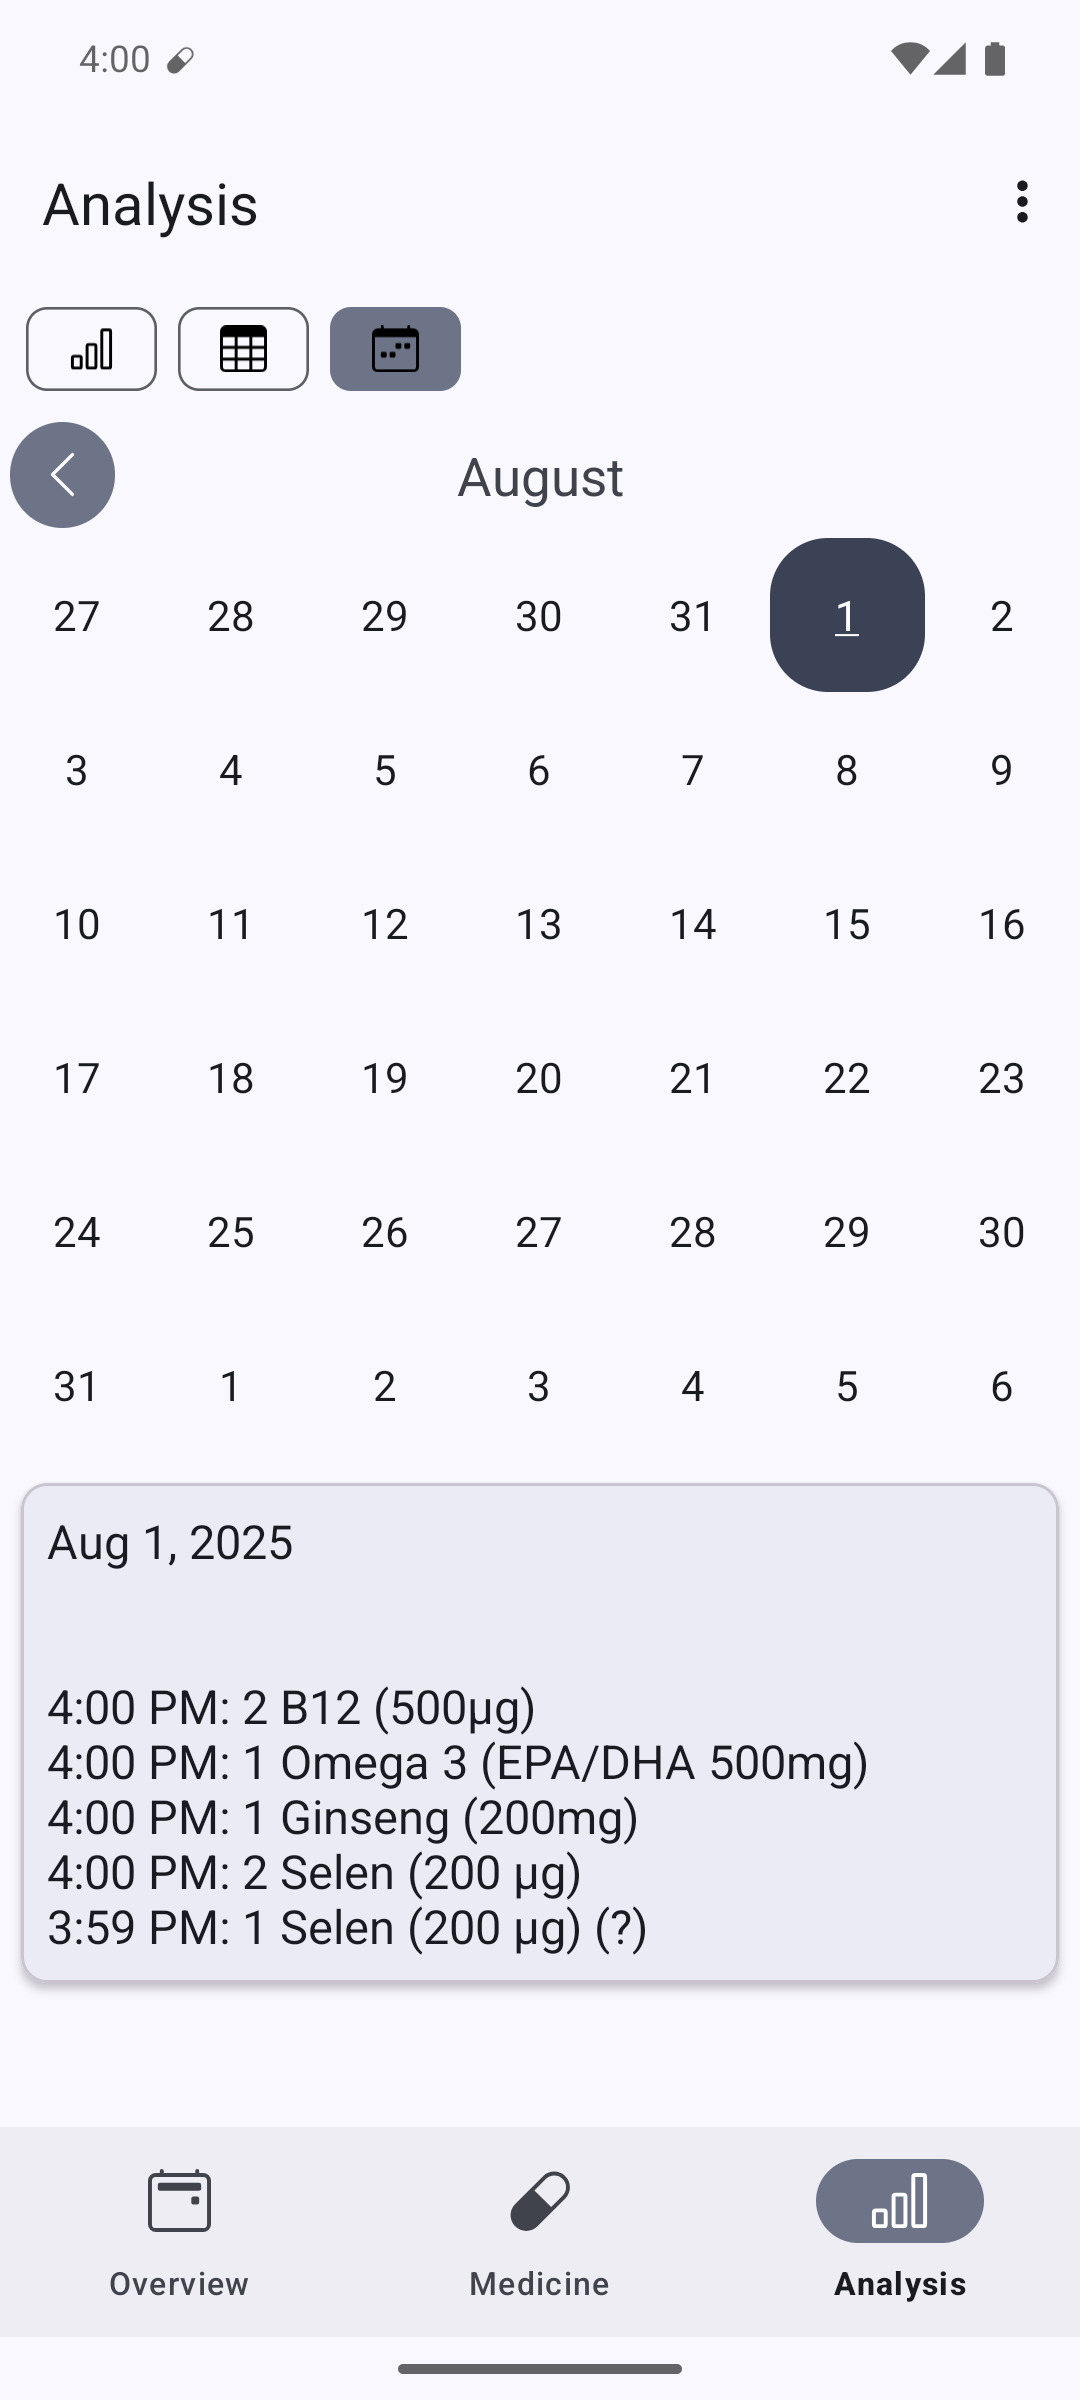 4:00
Analysis
August
27 28 29 30 31 1 2
3 4 5 6 7 8 9
10 11 12 13 14 15 16
17 18 19 20 21 22 23
24 25 26 27 28 29 30
31 1 2 3 4 5 6
Aug 1, 2025
4:00 PM: 2 B12 (500µg)
4:00 PM: 1 Omega 3 (EPA/DHA 500mg)
4:00 PM: 1 Ginseng (200mg)
4:00 PM: 2 Selen (200 µg)
3:59 PM: 1 Selen (200 µg) (?)
Overview Medicine Analysis